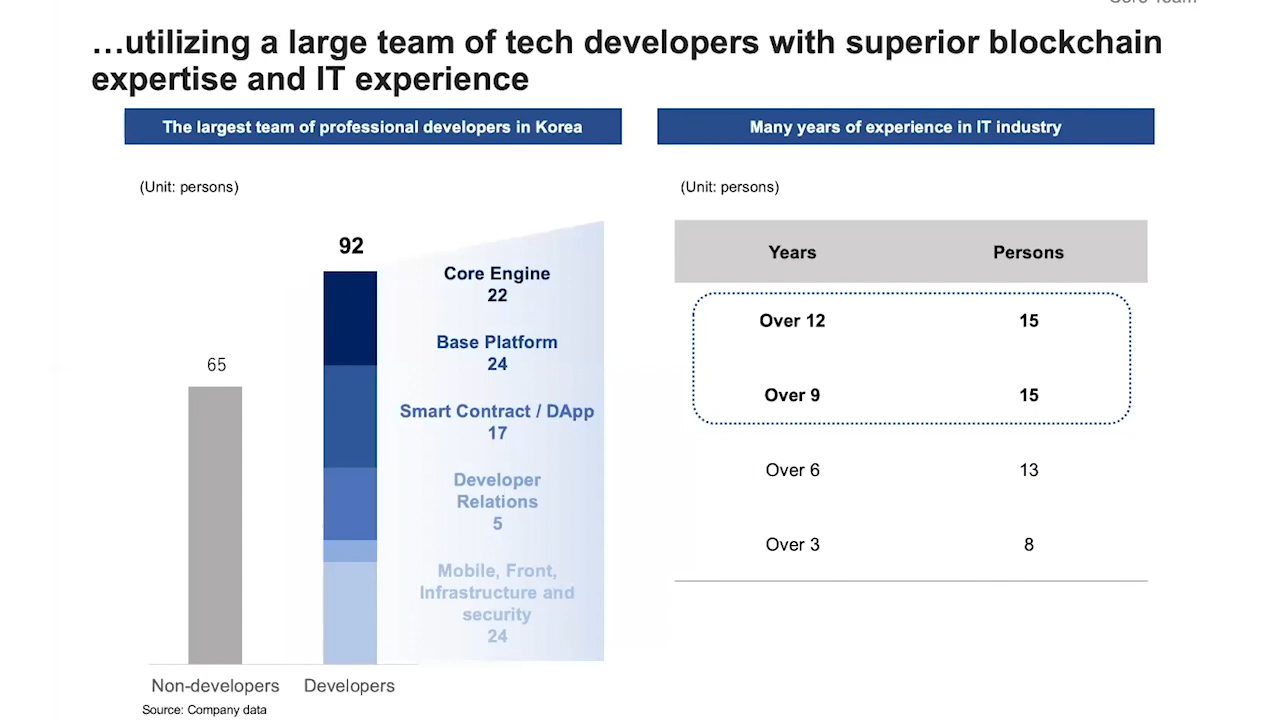 Core Team
…utilizing a large team of tech developers with superior blockchain
expertise and IT experience
The largest team of professional developers in Korea
(Unit: persons)
92
65
Core Engine
22
Base Platform
24
Smart Contract / DApp
17
Developer
Relations
5
Mobile, Front,
Infrastructure and
security
24
Non-developers
Developers
Source: Company data
Many years of experience in IT industry
(Unit: persons)
Years Persons
Over 12 15
Over 9 15
Over 6 13
Over 3 8